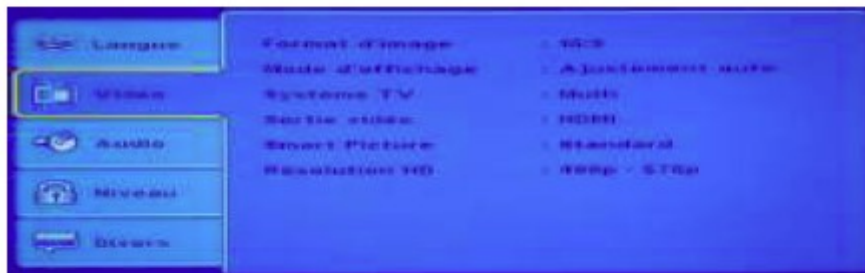 Langue
Vidéo
Audio
Niveau
Divers
Format d'image : 16:9
Mode d'affichage : Ajustement auto
Système TV : Multi
Sortie vidéo : HDMI
Smart Picture : Standard
Résolution HD : 480p - 576p